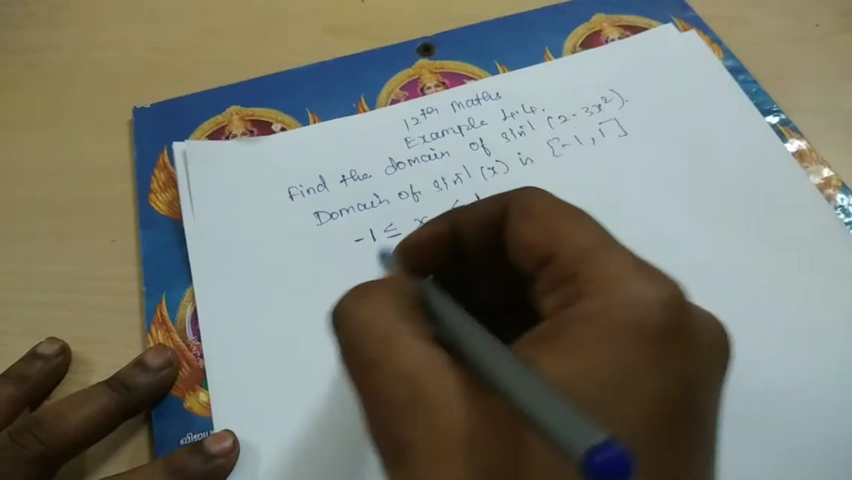 12th Maths
Example 4.4.
Find the domain of sin⁻¹ (2-3x²).
Domain of sin⁻¹(x) is [-1, 1]
-1 ≤ x ≤ 1